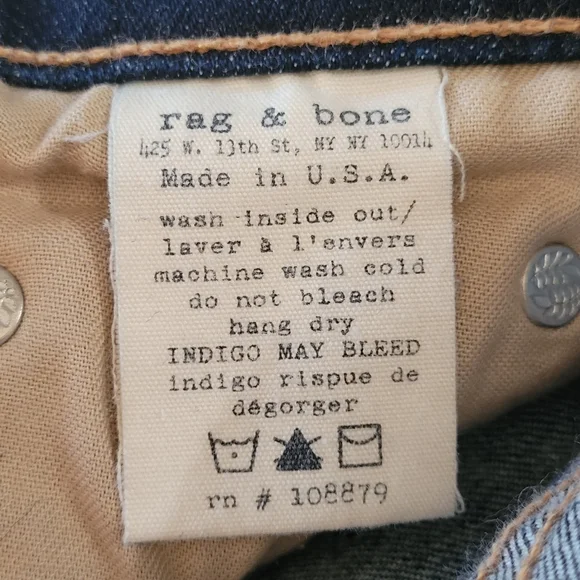 rag & bone
425 W. 13th St, NY NY 10014
Made in U.S.A.
wash inside out/
laver à l'envers
machine wash cold
do not bleach
hang dry
INDIGO MAY BLEED
indigo rispue de
dégorger
rn # 108879